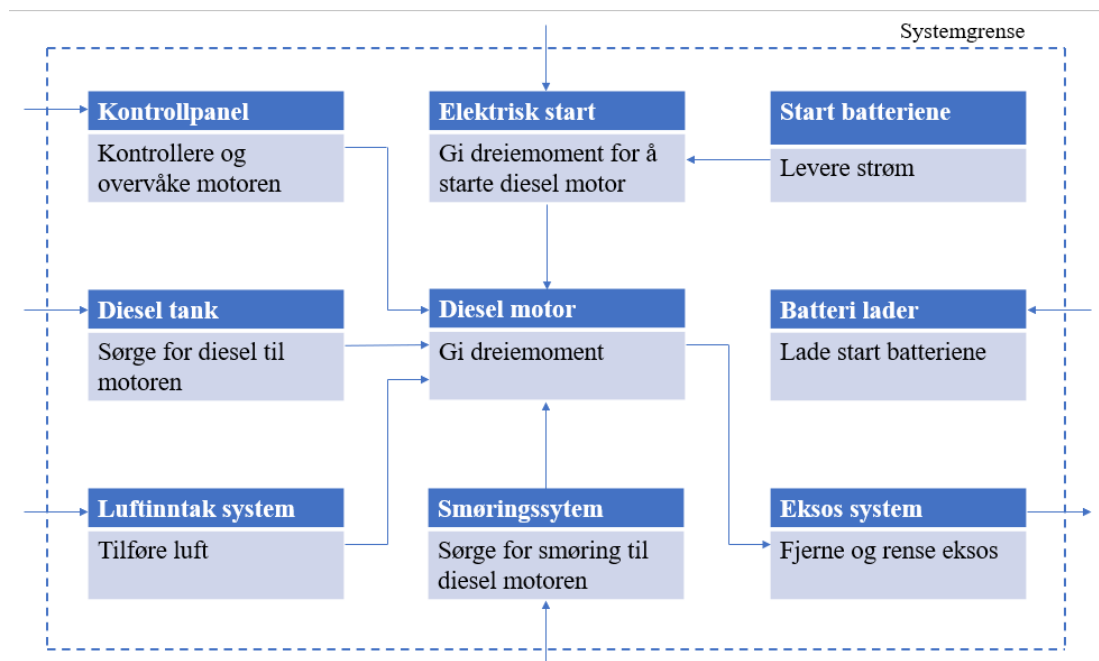 Systemgrense
Kontrollpanel
Kontrollere og
overvåke motoren
Elektrisk start
Gi dreiemoment for å
starte diesel motor
Start batteriene
Levere strøm
Diesel tank
Sørge for diesel til
motoren
Diesel motor
Gi dreiemoment
Batteri lader
Lade start batteriene
Luftinntak system
Tilføre luft
Smøringssytem
Sørge for smøring til
diesel motoren
Eksos system
Fjerne og rense eksos